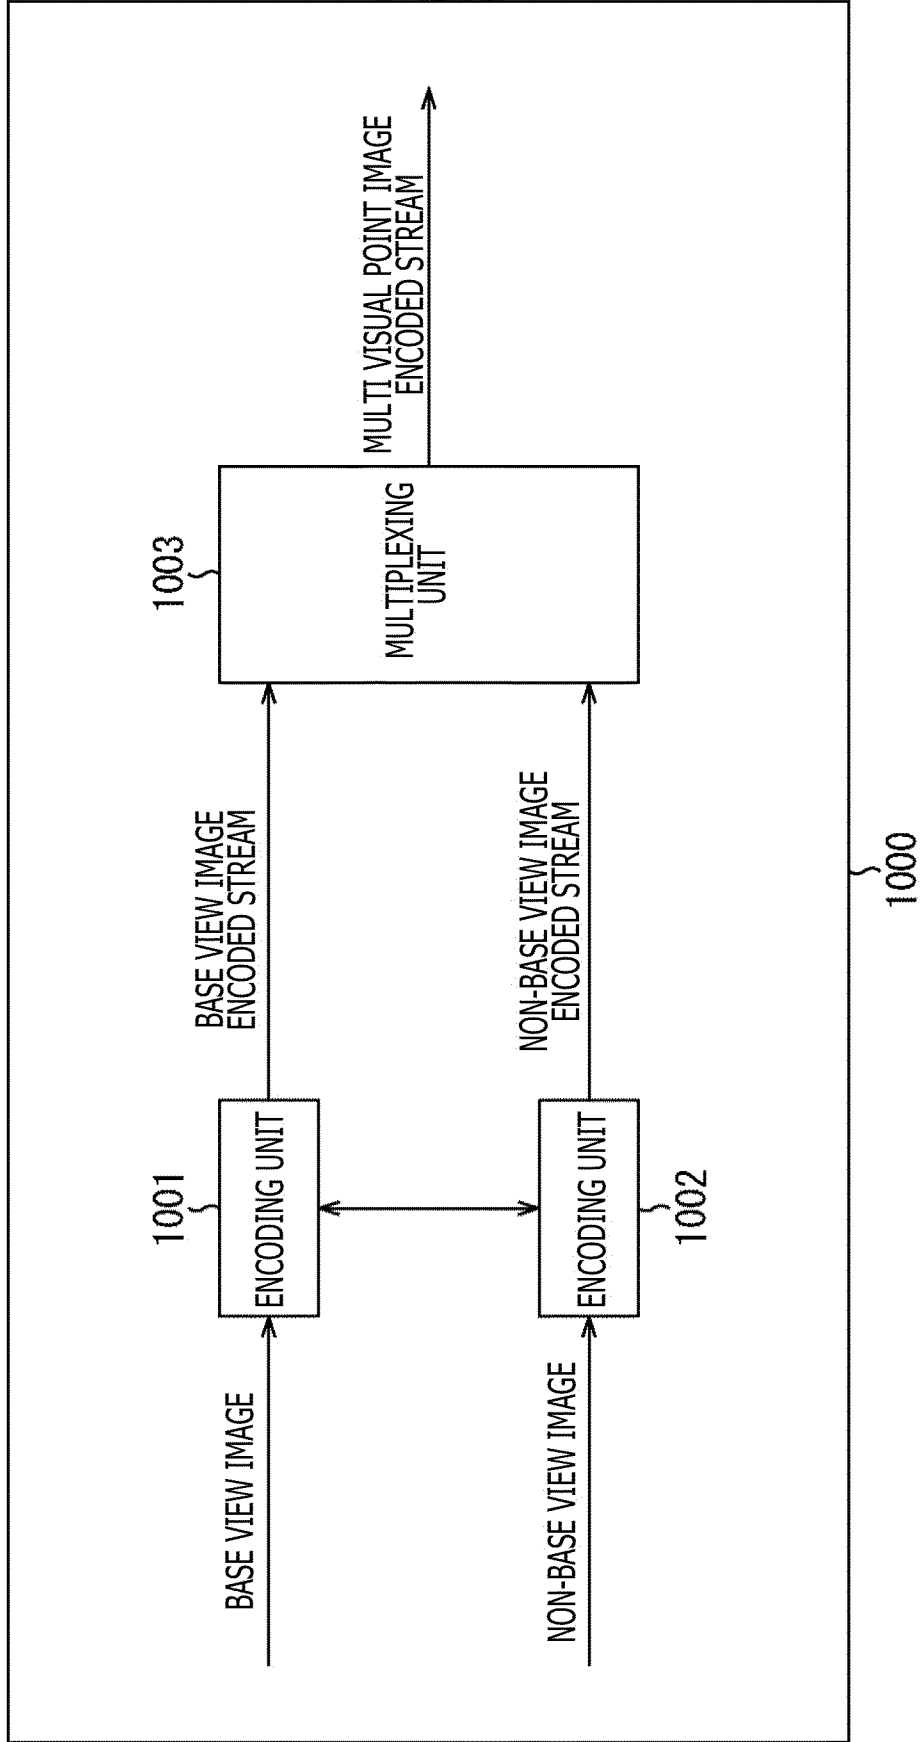 BASE VIEW IMAGE
1001
ENCODING UNIT
BASE VIEW IMAGE
ENCODED STREAM
1003
MULTIPLEXING
UNIT
MULTI VISUAL POINT IMAGE
ENCODED STREAM
NON-BASE VIEW IMAGE
ENCODING UNIT
1002
NON-BASE VIEW IMAGE
ENCODED STREAM
1000